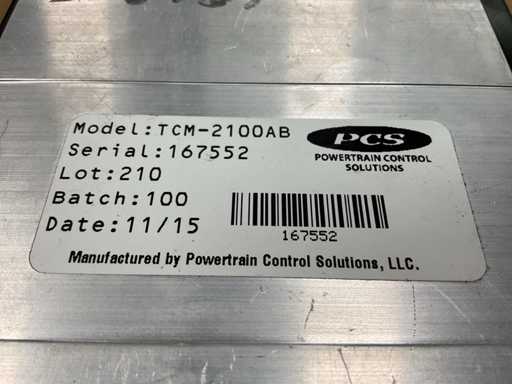 Model:TCM-2100AB
Serial:167552
Lot:210
Batch:100
Date:11/15
PCS
POWERTRAIN CONTROL
SOLUTIONS
167552
Manufactured by Powertrain Control Solutions, LLC.